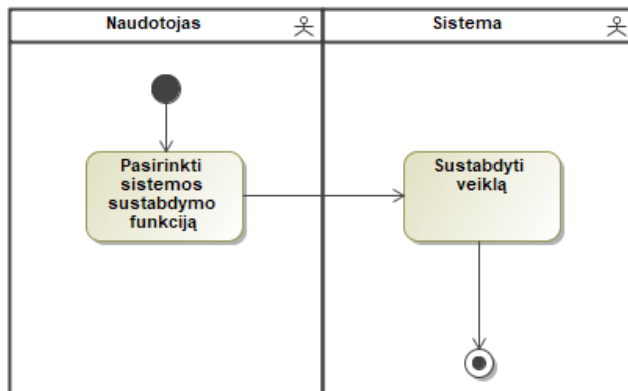 Naudotojas
Sistema
Pasirinkti
sistemos
sustabdymo
funkciją
Sustabdyti
veiklą